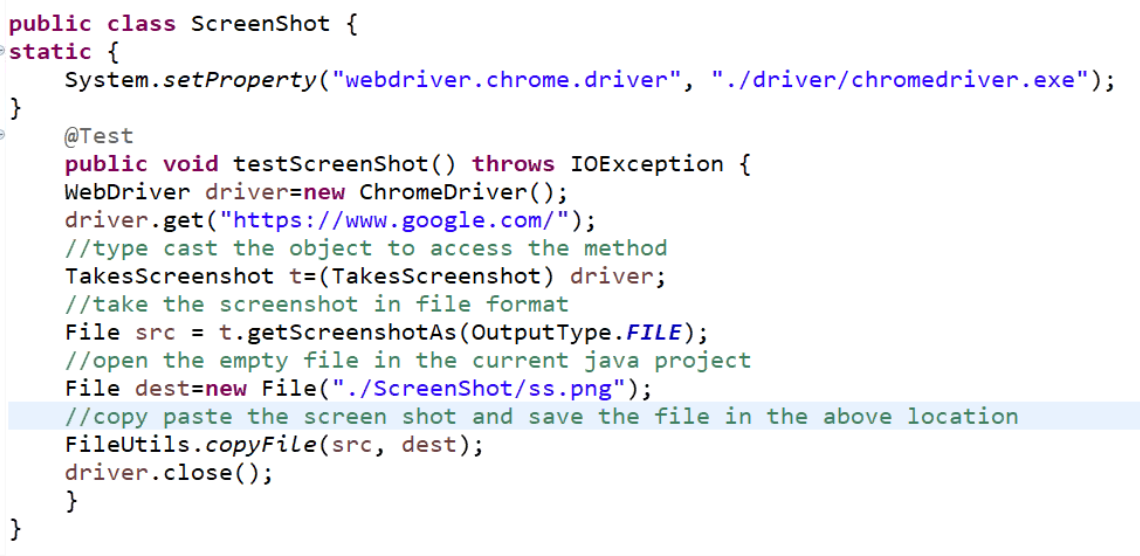 public class ScreenShot {
static {
    System.setProperty("webdriver.chrome.driver", "./driver/chromedriver.exe");
}
    @Test
    public void testScreenShot() throws IOException {
    WebDriver driver=new ChromeDriver();
    driver.get("https://www.google.com/");
    //type cast the object to access the method
    TakesScreenshot t=(TakesScreenshot) driver;
    //take the screenshot in file format
    File src = t.getScreenshotAs(OutputType.FILE);
    //open the empty file in the current java project
    File dest=new File("./ScreenShot/ss.png");
    //copy paste the screen shot and save the file in the above location
    FileUtils.copyFile(src, dest);
    driver.close();
    }
}